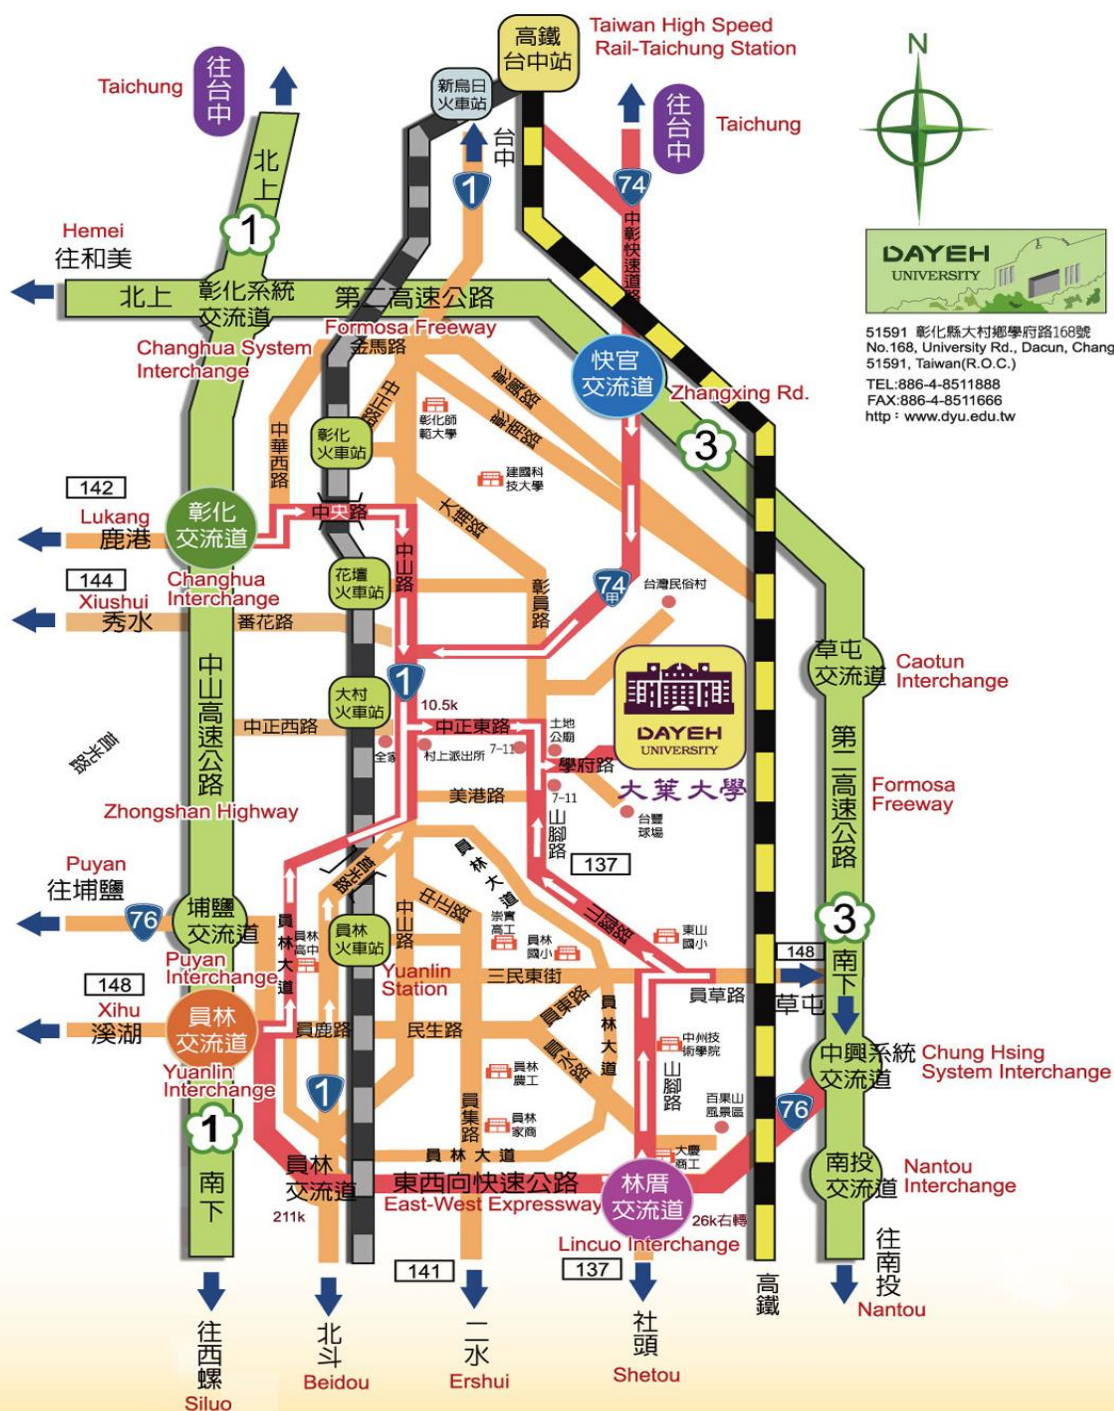 高鐵
台中站
Taiwan High Speed
Rail-Taichung Station
新烏日
火車站
Taichung
往台中
台中
1
74
往台中
Taichung
N
北上
1
中彰快速道路
Hemei
往和美
北上
彰化系統
交流道
第二高速公路
Formosa Freeway
Changhua System
Interchange
金馬路
DAYEH
UNIVERSITY
51591 彰化縣大村鄉學府路168號
No.168, University Rd., Dacun, Chang
51591, Taiwan(R.O.C.)
TEL:886-4-8511888
FAX:886-4-8511666
http：www.dyu.edu.tw
快官
交流道
Zhangxing Rd.
3
中正路
彰南路
彰化師
範大學
中華西路
彰化
火車站
建國科
技大學
大埔路
142
Lukang
鹿港
彰化
交流道
中央路
中山路
Changhua
Interchange
144
Xiushui
秀水
番花路
花壇
火車站
彰員路
74
甲
台灣民俗村
草屯
交流道
Caotun
Interchange
中山高速公路
大村
火車站
1
10.5k
中正西路
中正東路
全家
村上派出所
7-11
土地
公廟
學府路
7-11
DAYEH
UNIVERSITY
大葉大學
第二高速公路
Formosa
Freeway
莒光路
Zhongshan Highway
美港路
山腳路
台豐
球場
137
Puyan
往埔鹽
76
埔鹽
交流道
Puyan
Interchange
莒光路
員林大道
中正路
中山路
員林大道
員林
高中
員林
火車站
Yuanlin
Station
崇實
高工
員林
國小
山腳路
東山
國小
三民東街
148
員草路
草屯
3
南下
148
Xihu
溪湖
員林
交流道
Yuanlin
Interchange
員鹿路
民生路
員東路
員水路
員林大道
中州技
術學院
山腳路
中興系統
交流道
Chung Hsing
System Interchange
1
員林
農工
員集路
員林
家商
百果山
風景區
76
1
南下
員林大道
大慶
商工
員林
交流道
211k
東西向快速公路
East-West Expressway
林厝
交流道
26k右轉
Lincuo Interchange
南投
交流道
Nantou
Interchange
141
137
高鐵
往南投
Nantou
往西螺
Siluo
北斗
Beidou
二水
Ershui
社頭
Shetou